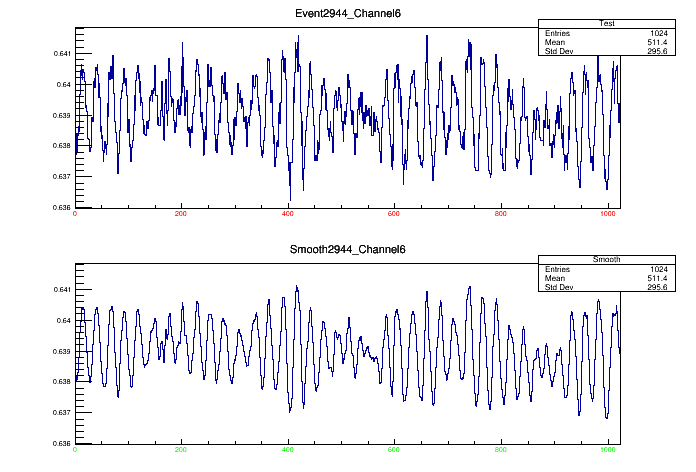 Event2944_Channel6
Test
Entries 1024
Mean 511.4
Std Dev 295.6
0.641
0.64
0.639
0.638
0.637
0.636
0 200 400 600 800 1000
Smooth2944_Channel6
Smooth
Entries 1024
Mean 511.4
Std Dev 295.6
0.641
0.64
0.639
0.638
0.637
0.636
0 200 400 600 800 1000